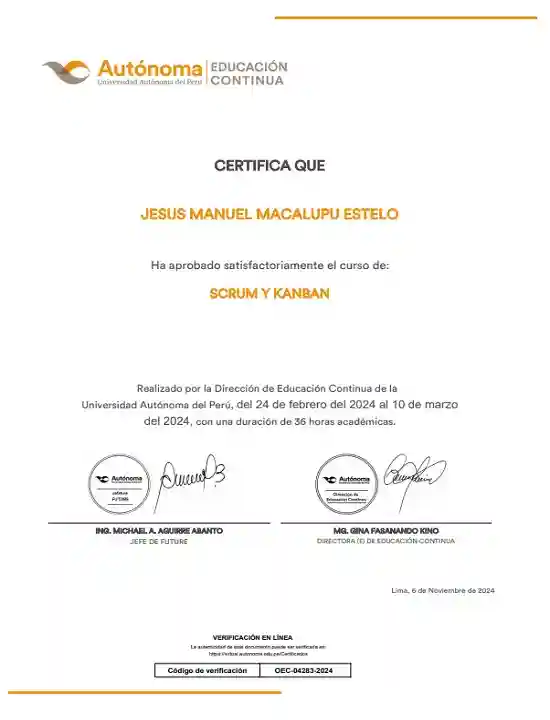 Autónoma EDUCACIÓN
Universidad Autónoma del Perú CONTINUA
CERTIFICA QUE
JESUS MANUEL MACALUPU ESTELO
Ha aprobado satisfactoriamente el curso de:
SCRUM Y KANBAN
Realizado por la Dirección de Educación Continua de la
Universidad Autónoma del Perú, del 24 de febrero del 2024 al 10 de marzo
del 2024, con una duración de 36 horas académicas.
Autónoma
Jefatura
FUTURE
Autónoma
Dirección de
Educación Continua
ING. MICHAEL A. AGUIRRE ABANTO
JEFE DE FUTURE
MG. GINA FASANANDO KINO
DIRECTORA (E) DE EDUCACIÓN CONTINUA
Lima, 6 de Noviembre de 2024
VERIFICACIÓN EN LÍNEA
La autenticidad de este documento puede ser verificada en:
https://virtual.autonoma.edu.pe/Certificados
Código de verificación OEC-04283-2024